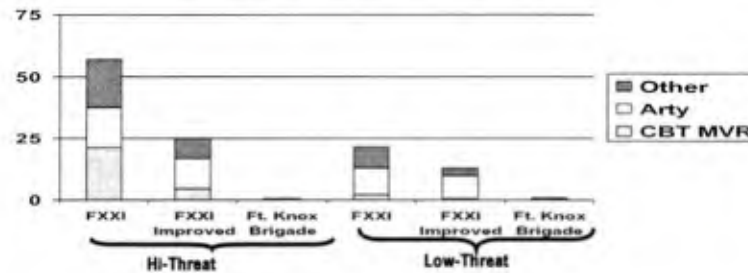 75
50
25
0
Other
Arty
CBT MVR
FXXI FXXI Ft. Knox FXXI FXXI Ft. Knox
Improved Brigade Improved Brigade
Hi-Threat Low-Threat